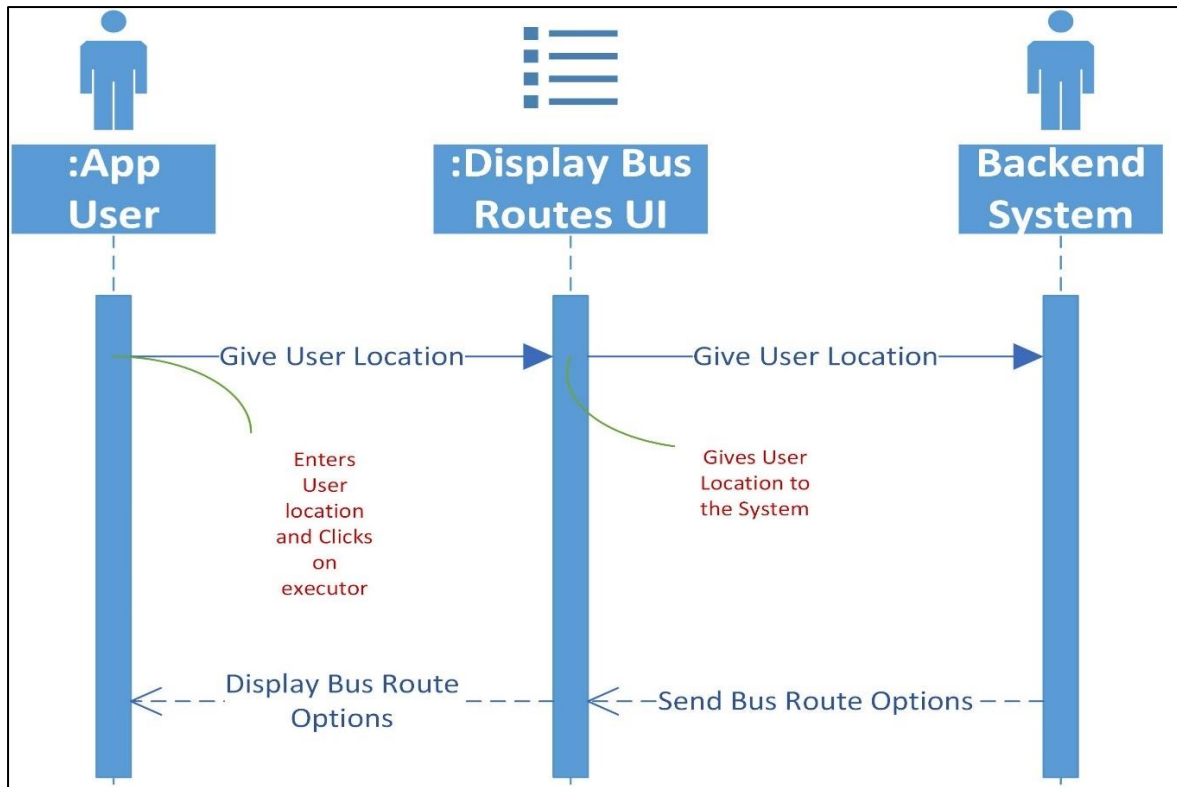 :App
User
:Display Bus
Routes UI
Backend
System
Give User Location
Give User Location
Enters
User
location
and Clicks
on
executor
Gives User
Location to
the System
Display Bus Route
Options
Send Bus Route Options